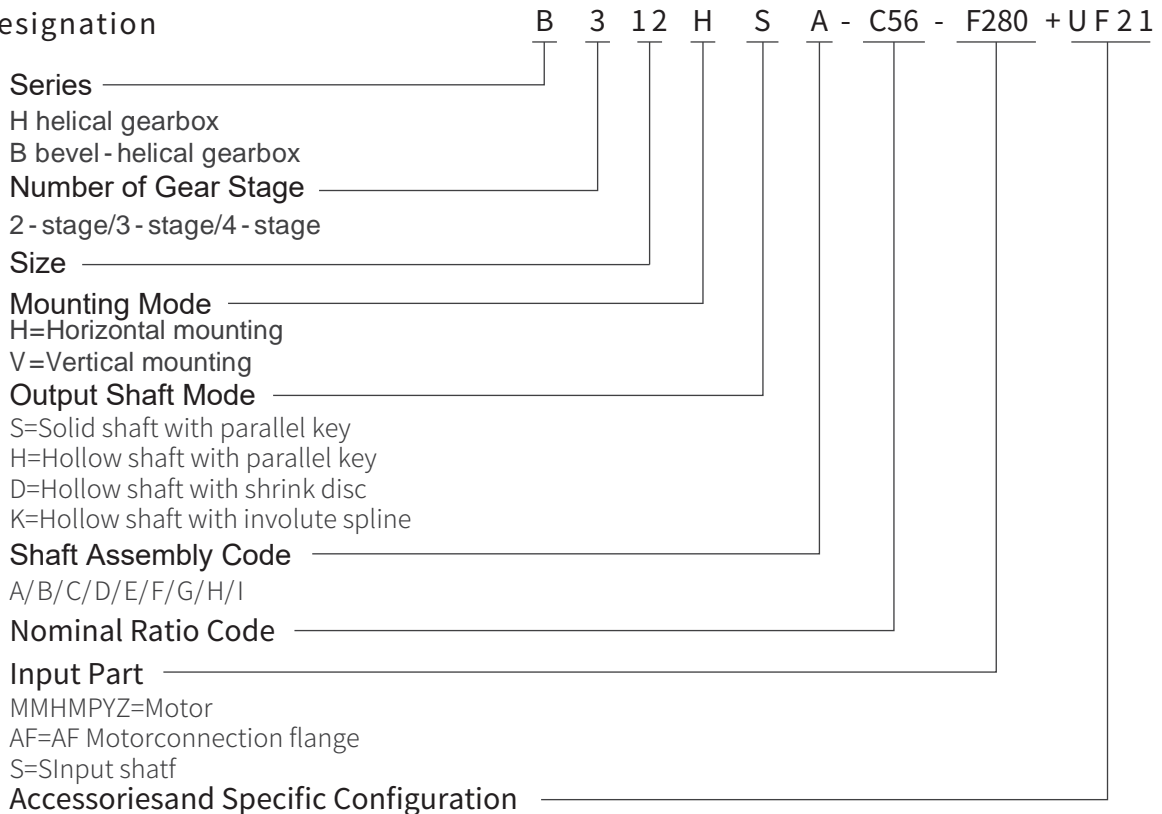 esignation B 3 12 H S A - C56 - F280 + UF21
Series
H helical gearbox
B bevel-helical gearbox
Number of Gear Stage
2-stage/3-stage/4-stage
Size
Mounting Mode
H=Horizontal mounting
V=Vertical mounting
Output Shaft Mode
S=Solid shaft with parallel key
H=Hollow shaft with parallel key
D=Hollow shaft with shrink disc
K=Hollow shaft with involute spline
Shaft Assembly Code
A/B/C/D/E/F/G/H/I
Nominal Ratio Code
Input Part
MMHMPYZ=Motor
AF=AF Motorconnection flange
S=SInput shatf
Accessoriesand Specific Configuration